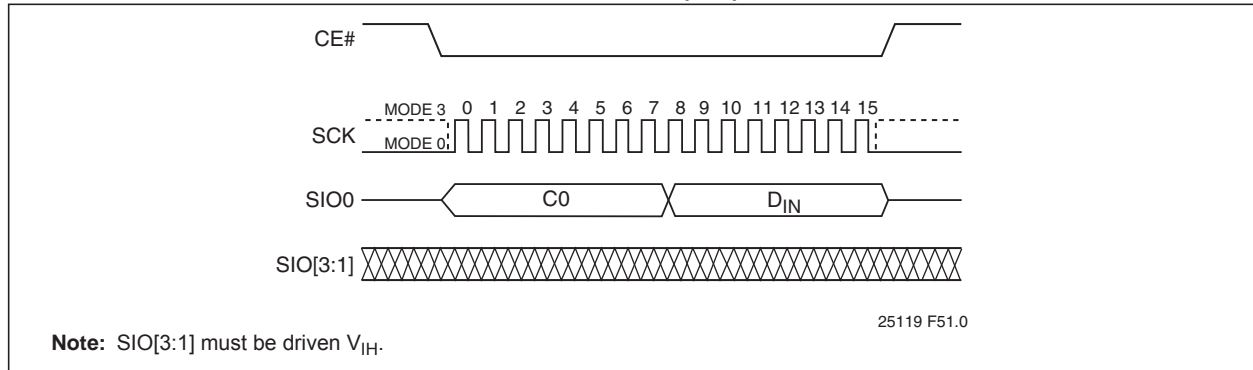 CE#
MODE 3 0 1 2 3 4 5 6 7 8 9 10 11 12 13 14 15
SCK
MODE 0
SIO0 C0 DIN
SIO[3:1]
25119 F51.0
Note: SIO[3:1] must be driven VIH.